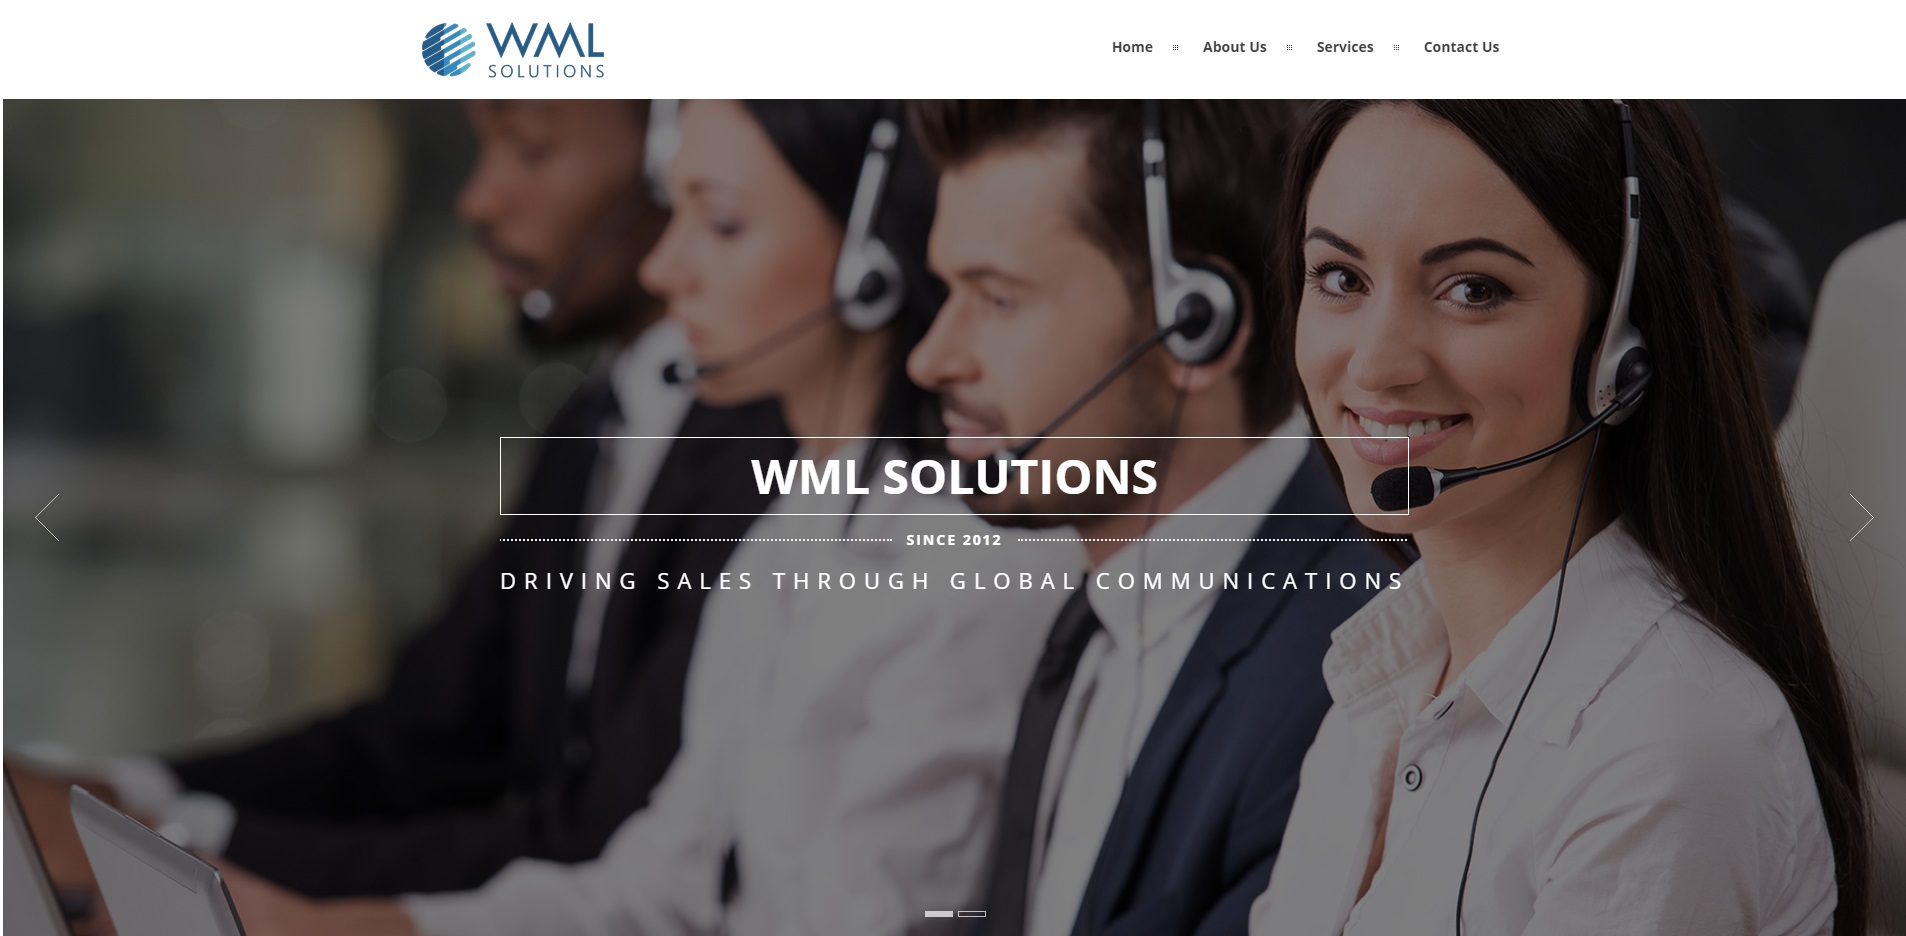 WML
SOLUTIONS
Home
About Us
Services
Contact Us
WML SOLUTIONS
SINCE 2012
DRIVING SALES THROUGH GLOBAL COMMUNICATIONS